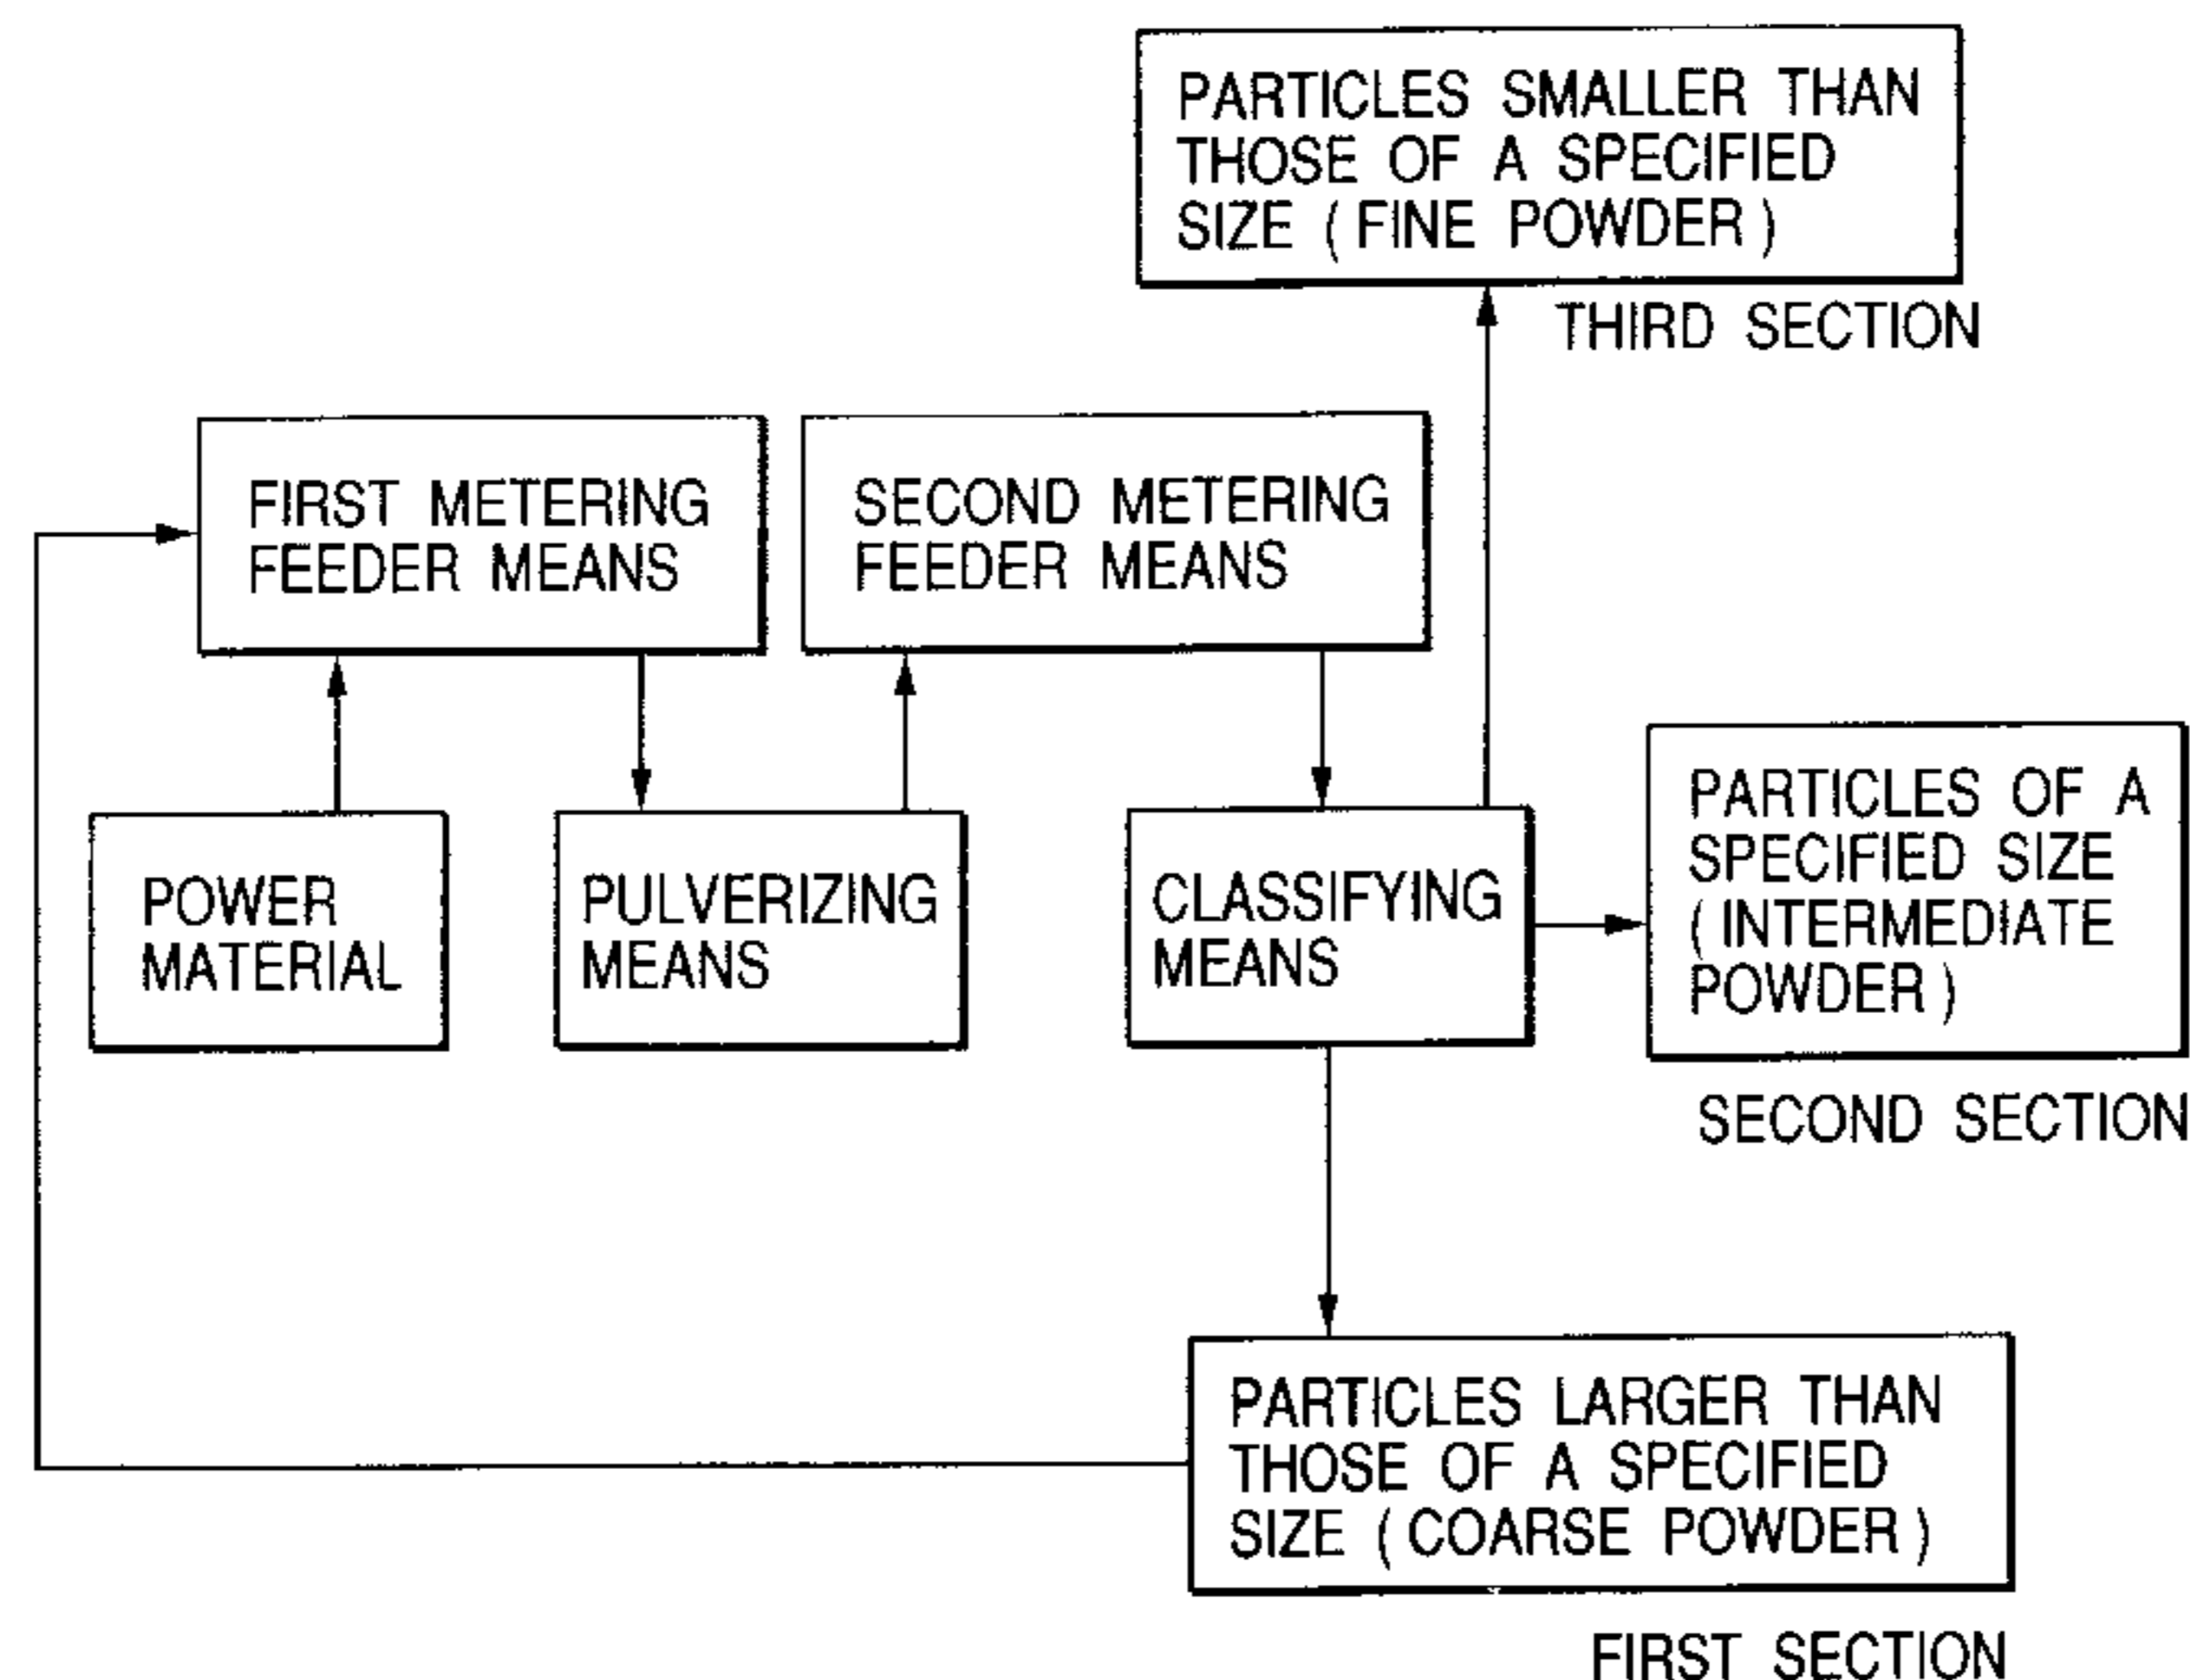 PARTICLES SMALLER THAN
THOSE OF A SPECIFIED
SIZE ( FINE POWDER )
THIRD SECTION
FIRST METERING
FEEDER MEANS
SECOND METERING
FEEDER MEANS
POWER
MATERIAL
PULVERIZING
MEANS
CLASSIFYING
MEANS
PARTICLES OF A
SPECIFIED SIZE
( INTERMEDIATE
POWDER )
SECOND SECTION
PARTICLES LARGER THAN
THOSE OF A SPECIFIED
SIZE ( COARSE POWDER )
FIRST SECTION